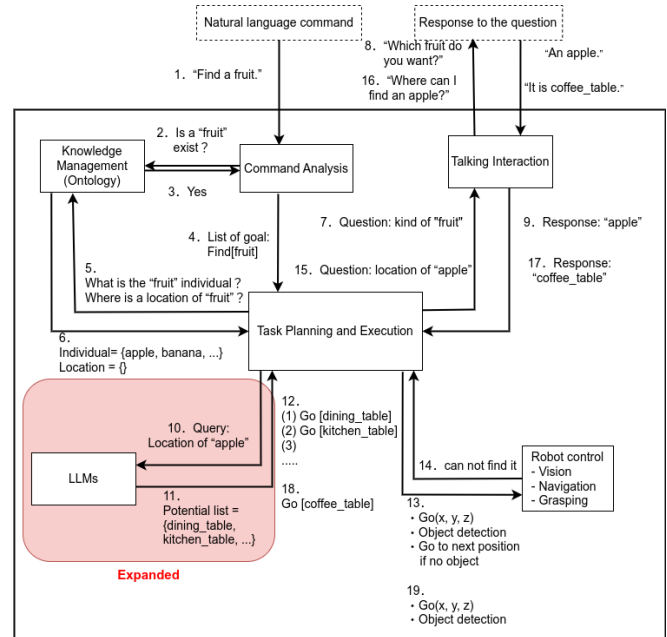 Natural language command
Response to the question
8. "Which fruit do
you want?"
16. "Where can I
find an apple?"
"An apple."
"It is coffee_table."
1. "Find a fruit."
2. Is a "fruit"
exist ?
Knowledge
Management
(Ontology)
Command Analysis
Talking Interaction
3. Yes
4. List of goal:
Find[fruit]
7. Question: kind of "fruit"
9. Response: "apple"
5.
What is the "fruit" individual ?
Where is a location of "fruit" ?
15. Question: location of "apple"
17. Response:
"coffee_table"
Task Planning and Execution
6.
Individual= {apple, banana, ...}
Location = {}
10. Query:
Location of "apple"
12.
(1) Go [dining_table]
(2) Go [kitchen_table]
(3)
.....
LLMs
14. can not find it
Robot control
- Vision
- Navigation
- Grasping
11.
Potential list =
{dining_table,
kitchen_table, ...}
18.
Go [coffee_table]
13.
・Go(x, y, z)
・Object detection
・Go to next position
if no object
Expanded
19.
・Go(x, y, z)
・Object detection